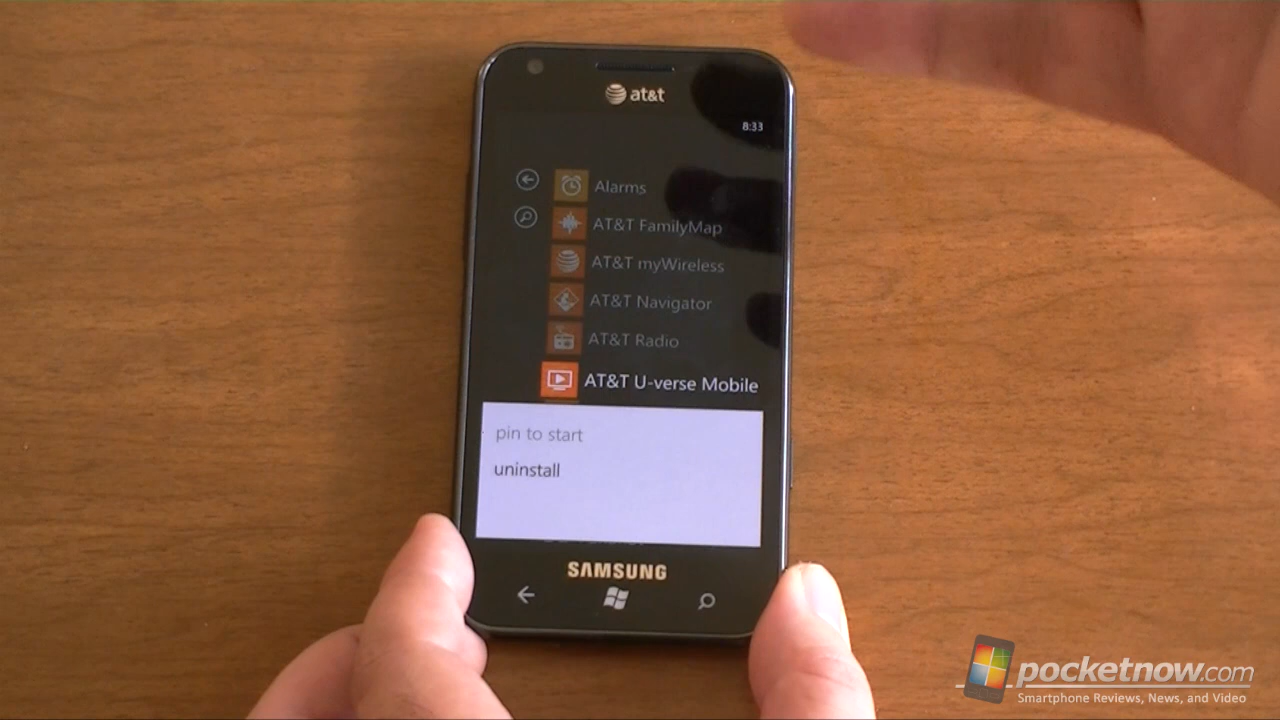 at&t
8:33
Alarms
AT&T FamilyMap
AT&T myWireless
AT&T Navigator
AT&T Radio
AT&T U-verse Mobile
pin to start
uninstall
SAMSUNG
pocketnow.com
Smartphone Reviews, News, and Video